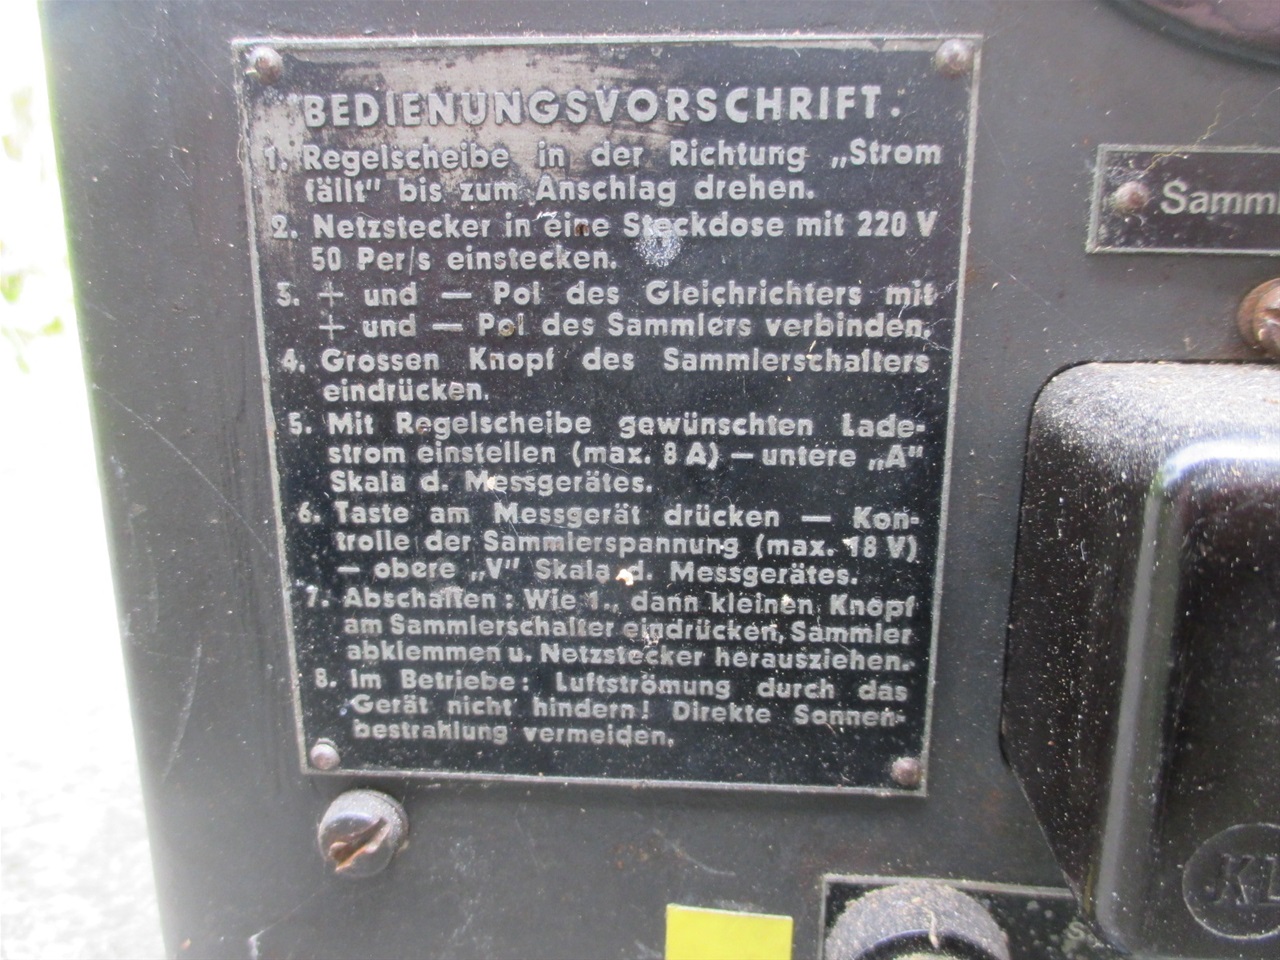 BEDIENUNGSVORSCHRIFT.
1. Regelscheibe in der Richtung „Strom
fällt" bis zum Anschlag drehen.
2. Netzstecker in eine Steckdose mit 220 V
50 Per/s einstecken.
3. + und — Pol des Gleichrichters mit
+ und — Pol des Sammlers verbinden.
4. Grossen Knopf des Sammlerschalters
eindrücken.
5. Mit Regelscheibe gewünschten Lade-
strom einstellen (max. 8 A) — untere „A"
Skala d. Messgerätes.
6. Taste am Messgerät drücken — Kon-
trolle der Sammlerspannung (max. 18 V)
— obere „V" Skala d. Messgerätes.
7. Abschalten: Wie 1., dann kleinen Knopf
am Sammlerschalter eindrücken, Sammler
abklemmen u. Netzstecker herausziehen.
8. Im Betriebe: Luftströmung durch das
Gerät nicht hindern! Direkte Sonnen-
bestrahlung vermeiden.
Samml
KL